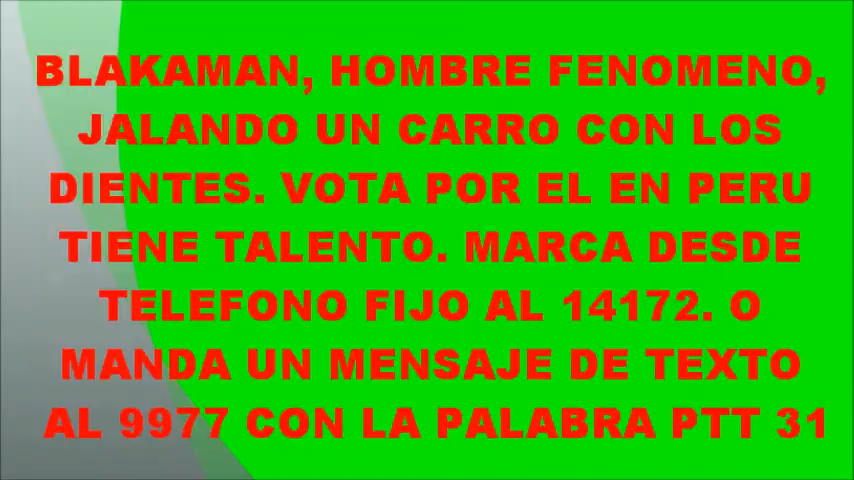 BLAKAMAN, HOMBRE FENOMENO,
JALANDO UN CARRO CON LOS
DIENTES. VOTA POR EL EN PERU
TIENE TALENTO. MARCA DESDE
TELEFONO FIJO AL 14172. O
MANDA UN MENSAJE DE TEXTO
AL 9977 CON LA PALABRA PTT 31